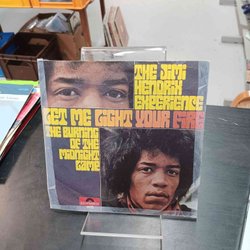 THE JIMI
HENDRIX
EXPERIENCE
LET ME LIGHT YOUR FIRE
THE BURNING
OF THE
MIDNIGHT
LAMP